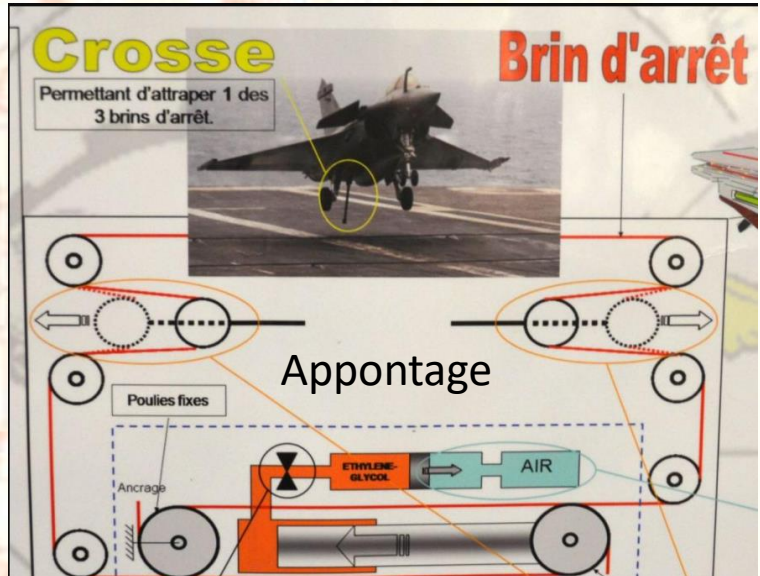 Crosse
Permettant d'attraper 1 des
3 brins d'arrêt.
Brin d'arrêt
Appontage
Poulies fixes
ETHYLENE-
GLYCOL
AIR
Ancrage